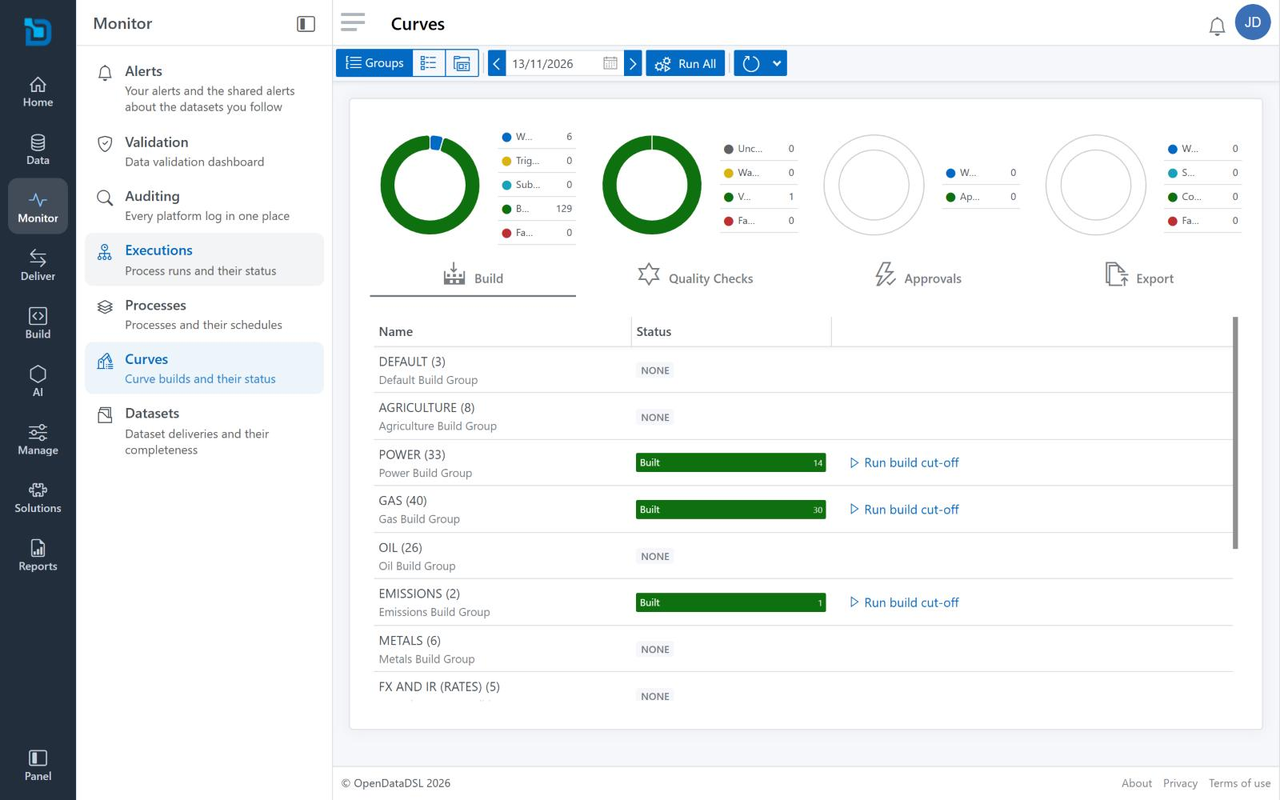 Monitor
Curves
JD
Home
Data
Monitor
Deliver
Build
AI
Manage
Solutions
Reports
Panel
Alerts
Your alerts and the shared alerts
about the datasets you follow
Validation
Data validation dashboard
Auditing
Every platform log in one place
Executions
Process runs and their status
Processes
Processes and their schedules
Curves
Curve builds and their status
Datasets
Dataset deliveries and their
completeness
Groups
13/11/2026
Run All
W... 6
Trig... 0
Sub... 0
B... 129
Fa... 0
Unc... 0
Wa... 0
V... 1
Fa... 0
W... 0
Ap... 0
W... 0
S... 0
Co... 0
Fa... 0
Build
Quality Checks
Approvals
Export
Name Status
DEFAULT (3)
Default Build Group
NONE
AGRICULTURE (8)
Agriculture Build Group
NONE
POWER (33)
Power Build Group
Built 14
Run build cut-off
GAS (40)
Gas Build Group
Built 30
Run build cut-off
OIL (26)
Oil Build Group
NONE
EMISSIONS (2)
Emissions Build Group
Built 1
Run build cut-off
METALS (6)
Metals Build Group
NONE
FX AND IR (RATES) (5)
NONE
© OpenDataDSL 2026
About Privacy Terms of use